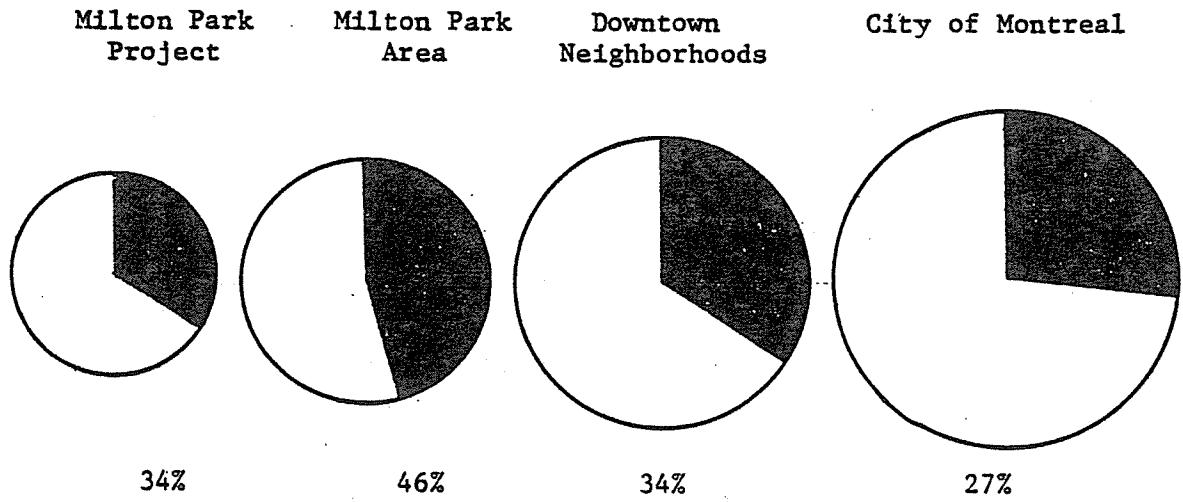 Milton Park Project
Milton Park Area
Downtown Neighborhoods
City of Montreal
34%
46%
34%
27%